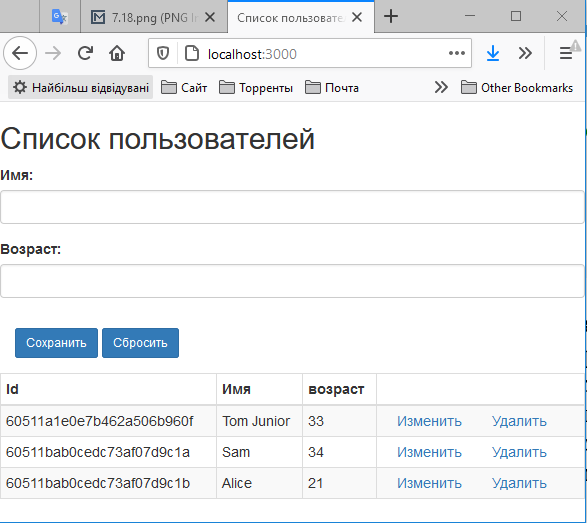 7.18.png (PNG I
Список пользовате
localhost:3000
Найбільш відвідувані Сайт Торренты Почта Other Bookmarks
Список пользователей
Имя:
Возраст:
Сохранить Сбросить
Id Имя возраст
60511a1e0e7b462a506b960f Tom Junior 33 Изменить Удалить
60511bab0cedc73af07d9c1a Sam 34 Изменить Удалить
60511bab0cedc73af07d9c1b Alice 21 Изменить Удалить